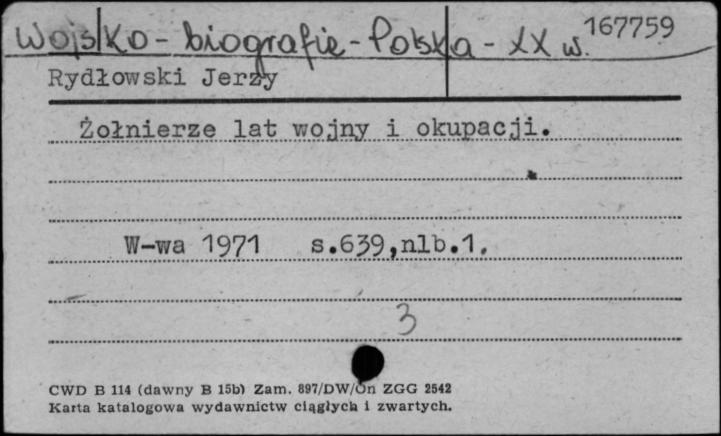 Wojsko - biografie - Polska - XX w. 167759
Rydłowski Jerzy
Żołnierze lat wojny i okupacji.
W-wa 1971 s.639,nlb.1.
3
CWD B 114 (dawny B 15b) Zam. 897/DW/On ZGG 2542
Karta katalogowa wydawnictw ciągłych i zwartych.